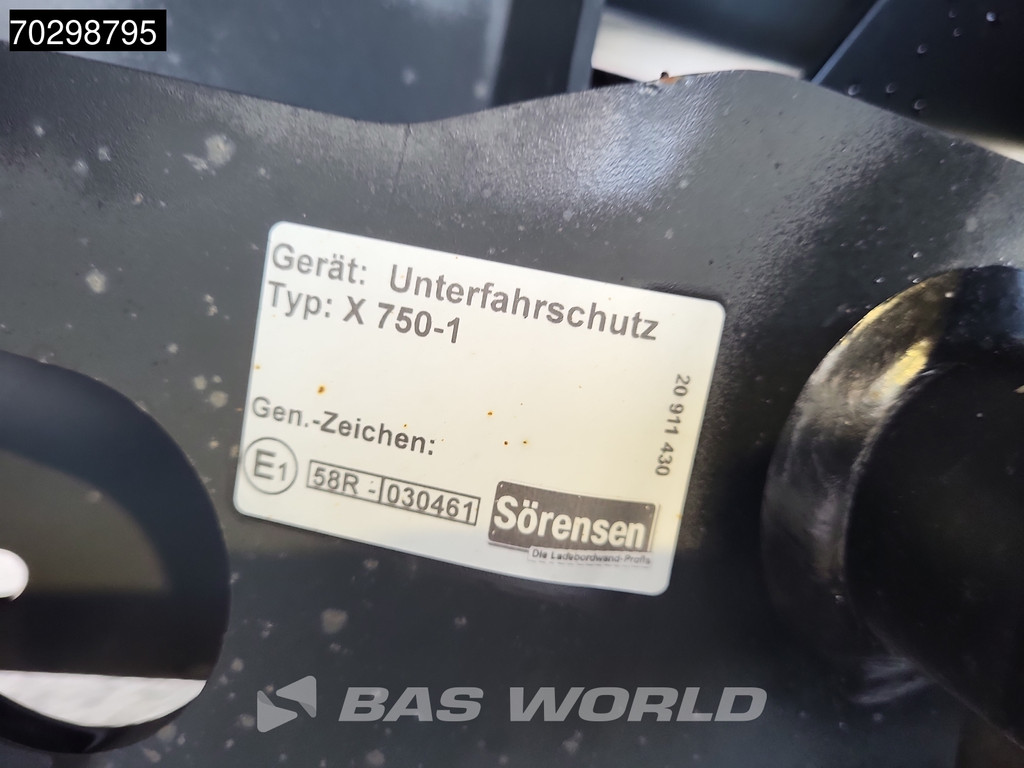 70298795
Gerät: Unterfahrschutz
Typ: X 750-1
20 911 430
Gen.-Zeichen:
E1 58R - 030461
Sörensen
Die Ladebordwand-Profis
BAS WORLD